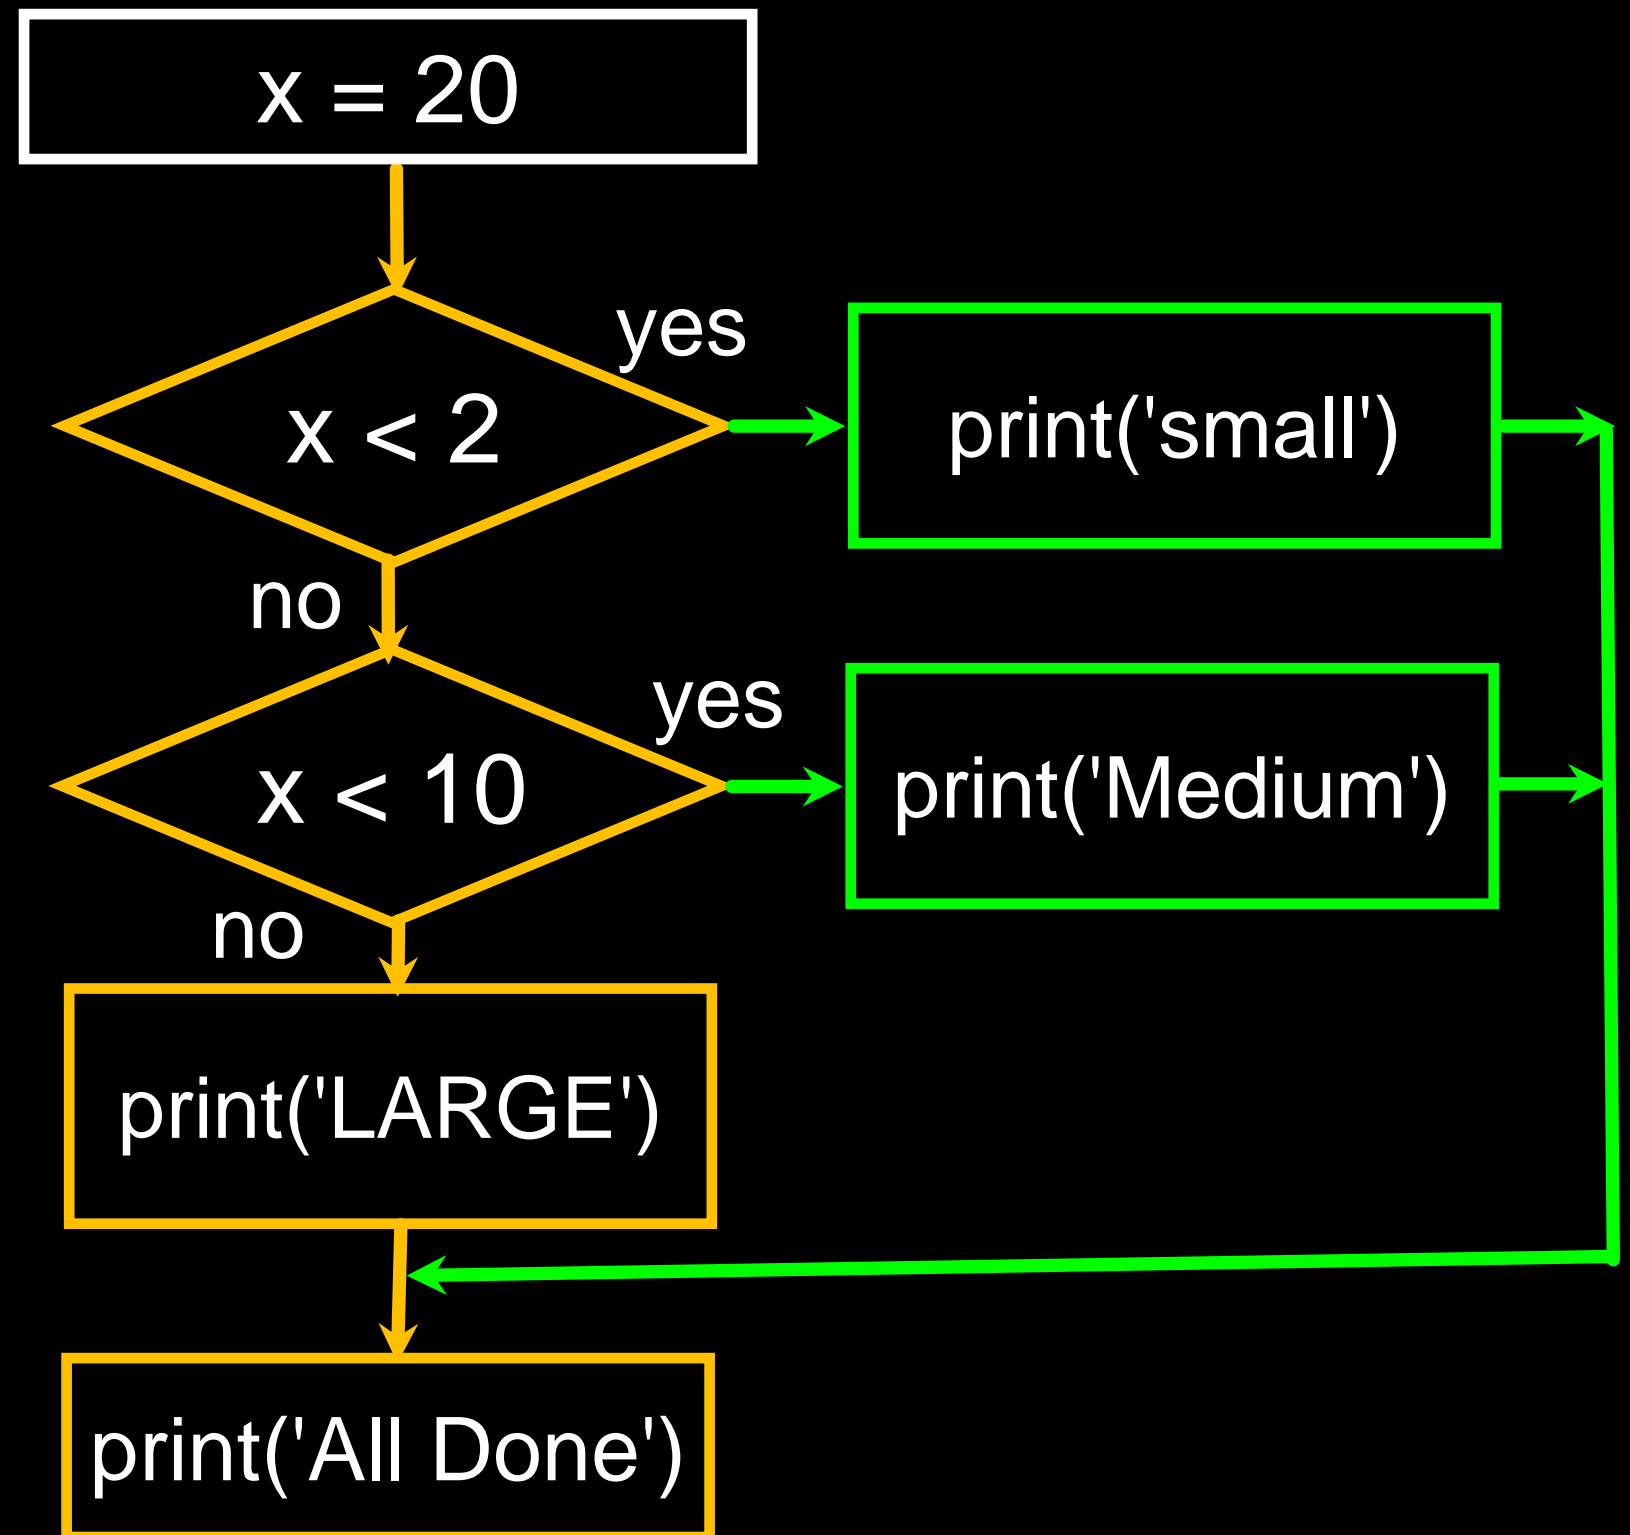 x = 20
yes
x < 2
print('small')
no
yes
x < 10
print('Medium')
no
print('LARGE')
print('All Done')